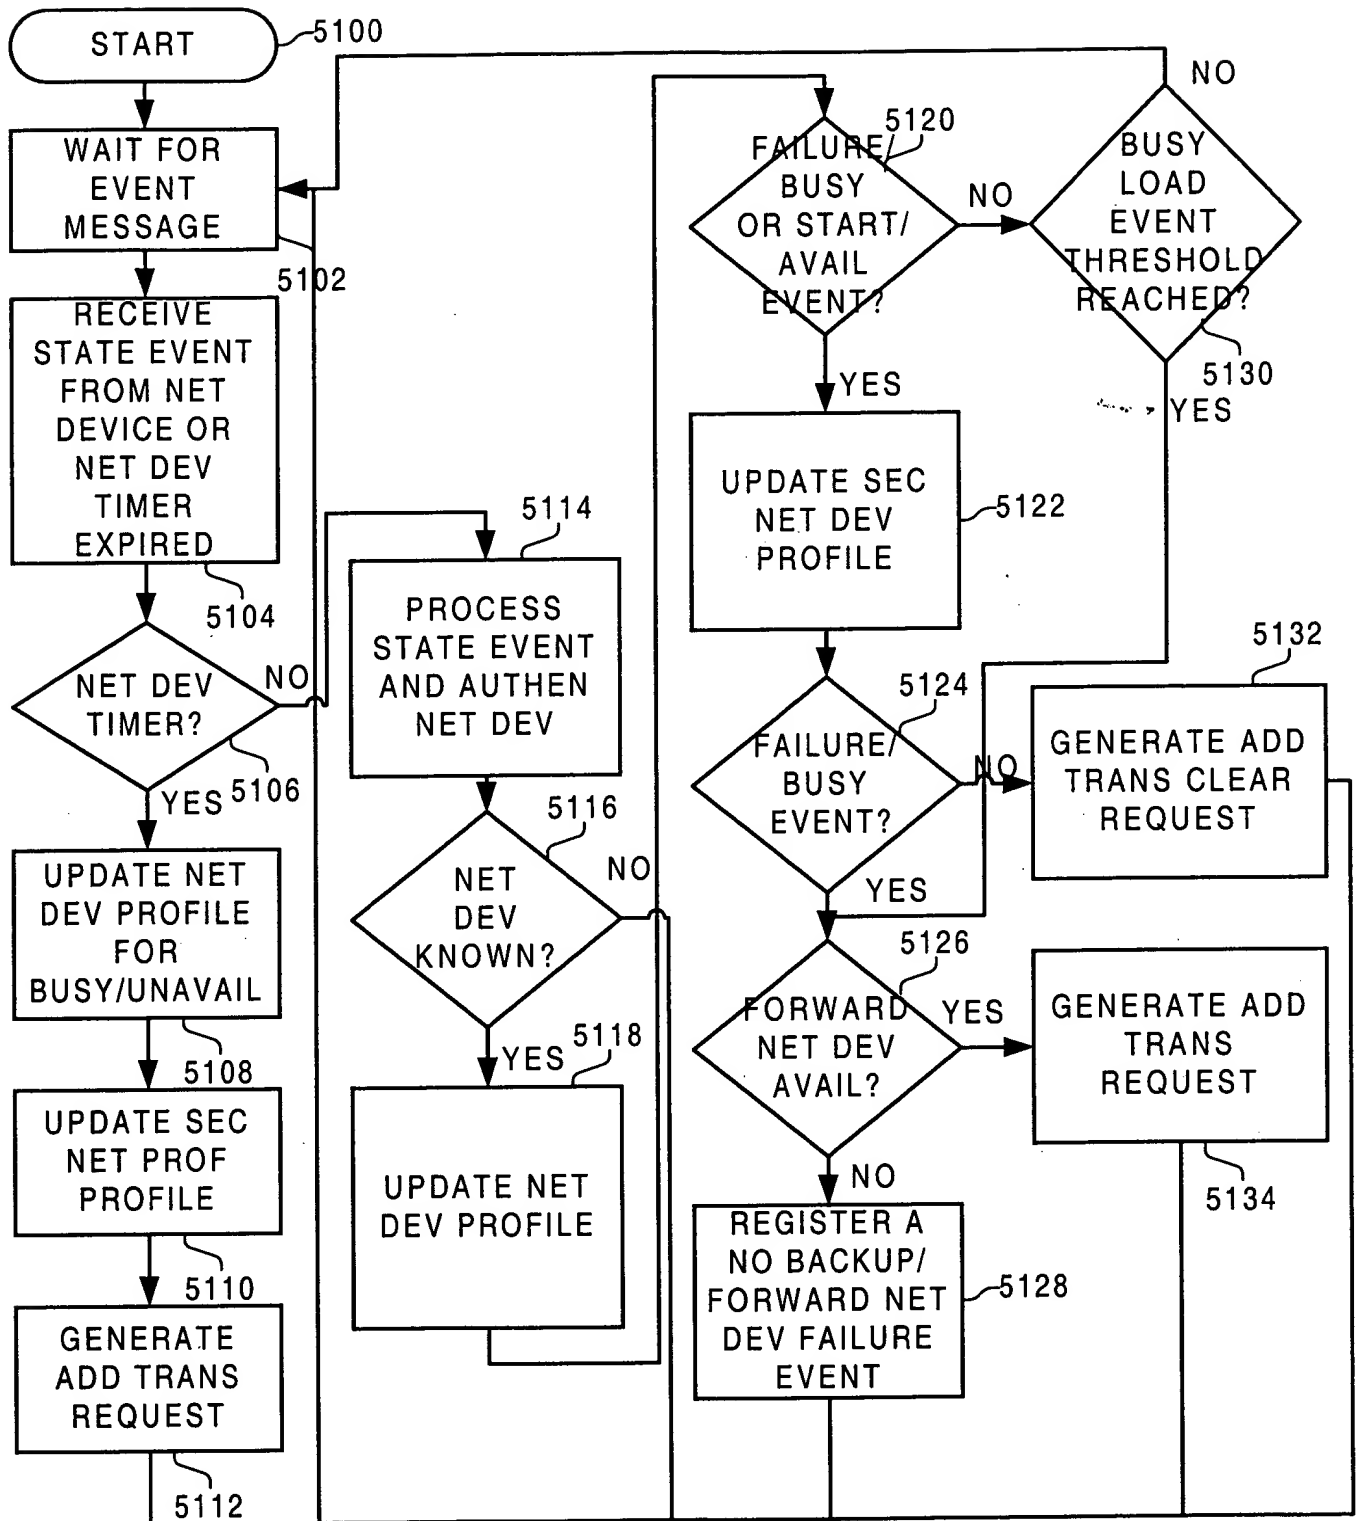 START
5100
WAIT FOR
EVENT
MESSAGE
5102
RECEIVE
STATE EVENT
FROM NET
DEVICE OR
NET DEV
TIMER
EXPIRED
5104
NET DEV
TIMER?
NO
YES
5106
UPDATE NET
DEV PROFILE
FOR
BUSY/UNAVAIL
5108
UPDATE SEC
NET PROF
PROFILE
5110
GENERATE
ADD TRANS
REQUEST
5112
5114
PROCESS
STATE EVENT
AND AUTHEN
NET DEV
5116
NET
DEV
KNOWN?
NO
YES
5118
UPDATE NET
DEV PROFILE
5120
FAILURE/
BUSY
OR START/
AVAIL
EVENT?
NO
YES
5122
UPDATE SEC
NET DEV
PROFILE
5124
FAILURE/
BUSY
EVENT?
NO
YES
5126
FORWARD
NET DEV
AVAIL?
YES
NO
REGISTER A
NO BACKUP/
FORWARD NET
DEV FAILURE
EVENT
5128
NO
BUSY
LOAD
EVENT
THRESHOLD
REACHED?
5130
YES
5132
GENERATE ADD
TRANS CLEAR
REQUEST
GENERATE ADD
TRANS
REQUEST
5134